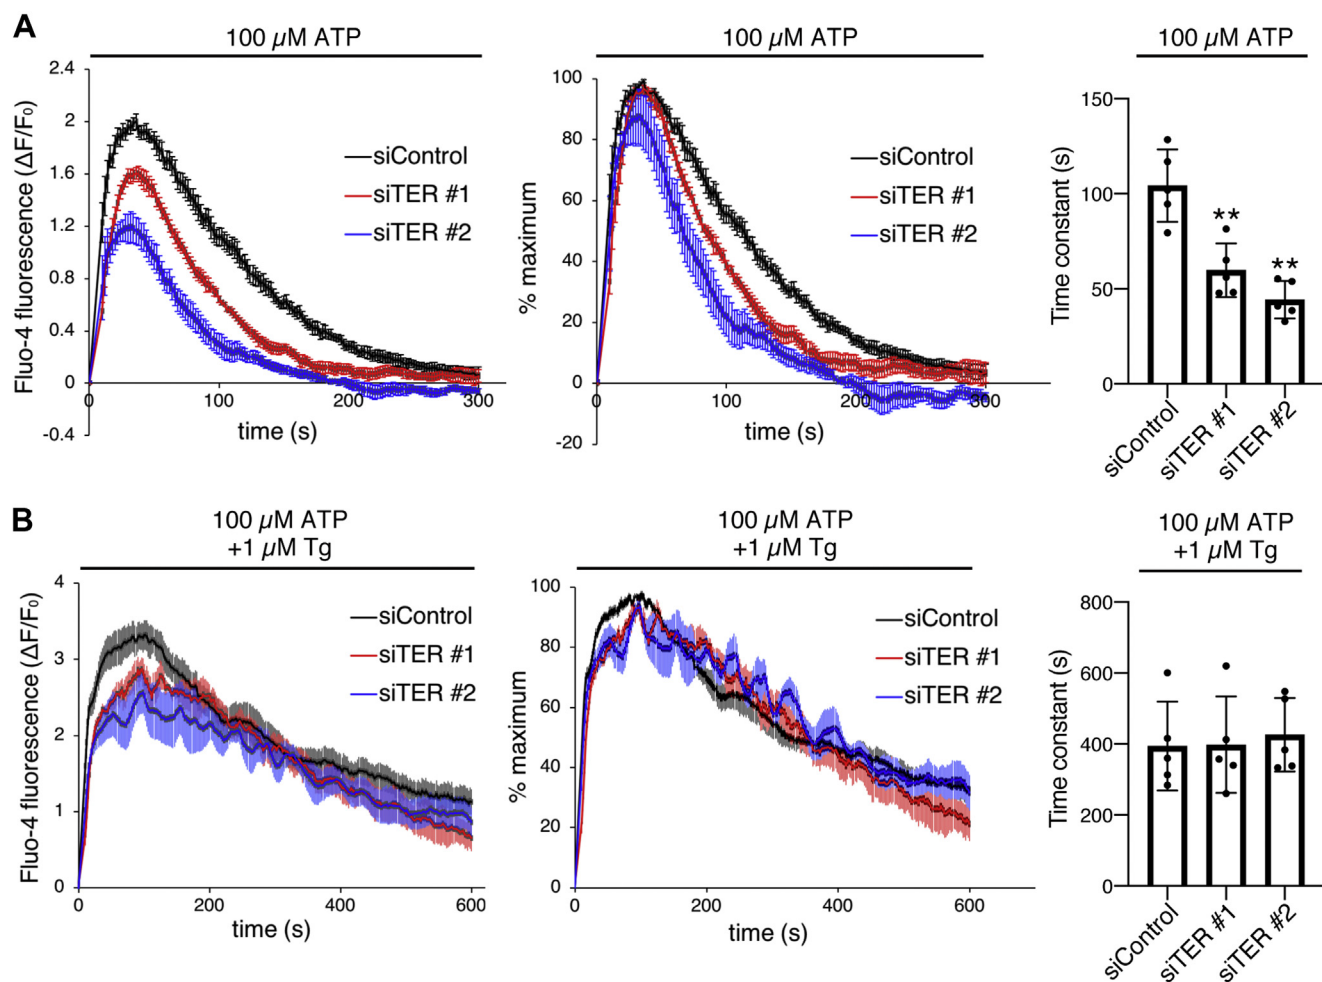 A
100 µM ATP
2.4
2
1.6
1.2
0.8
0.4
0
-0.4
Fluo-4 fluorescence (ΔF/F₀)
siControl
siTER #1
siTER #2
0
100
200
300
time (s)
100 µM ATP
100
80
60
40
20
0
-20
% maximum
siControl
siTER #1
siTER #2
0
100
200
300
time (s)
100 µM ATP
150
100
50
0
Time constant (s)
**
**
siControl
siTER #1
siTER #2
B
100 µM ATP
+1 µM Tg
4
3
2
1
0
Fluo-4 fluorescence (ΔF/F₀)
siControl
siTER #1
siTER #2
0
200
400
600
time (s)
100 µM ATP
+1 µM Tg
100
80
60
40
20
0
% maximum
siControl
siTER #1
siTER #2
0
200
400
600
time (s)
100 µM ATP
+1 µM Tg
800
600
400
200
0
Time constant (s)
siControl
siTER #1
siTER #2